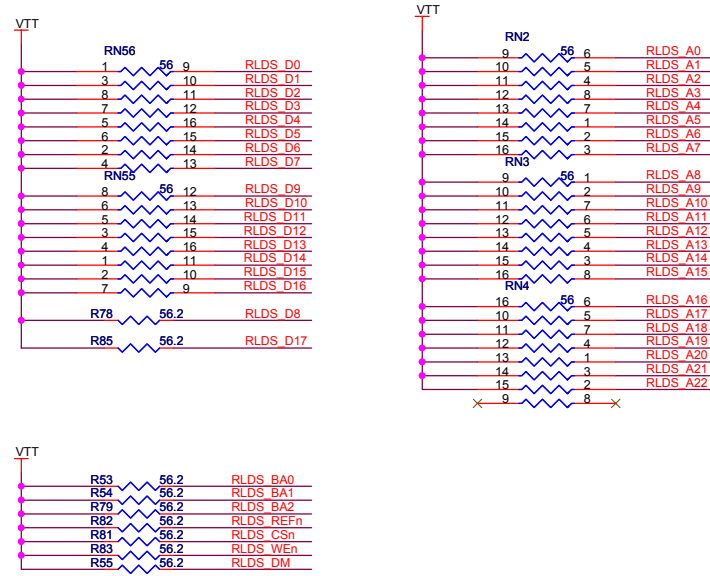 VTT
RN56
1 56 9 RLDS_D0
3 10 RLDS_D1
8 11 RLDS_D2
7 12 RLDS_D3
5 16 RLDS_D4
6 15 RLDS_D5
2 14 RLDS_D6
4 13 RLDS_D7
RN55
8 56 12 RLDS_D9
6 13 RLDS_D10
5 14 RLDS_D11
3 15 RLDS_D12
4 16 RLDS_D13
1 11 RLDS_D14
2 10 RLDS_D15
7 9 RLDS_D16
R78 56.2 RLDS_D8
R85 56.2 RLDS_D17
VTT
RN2
9 56 6 RLDS_A0
10 5 RLDS_A1
11 4 RLDS_A2
12 8 RLDS_A3
13 7 RLDS_A4
14 1 RLDS_A5
15 2 RLDS_A6
16 3 RLDS_A7
RN3
9 56 1 RLDS_A8
10 2 RLDS_A9
11 7 RLDS_A10
12 6 RLDS_A11
13 5 RLDS_A12
14 4 RLDS_A13
15 3 RLDS_A14
16 8 RLDS_A15
RN4
16 56 6 RLDS_A16
10 5 RLDS_A17
11 7 RLDS_A18
12 4 RLDS_A19
13 1 RLDS_A20
14 3 RLDS_A21
15 2 RLDS_A22
9 8
VTT
R53 56.2 RLDS_BA0
R54 56.2 RLDS_BA1
R79 56.2 RLDS_BA2
R82 56.2 RLDS_REFn
R81 56.2 RLDS_CSn
R83 56.2 RLDS_WEn
R55 56.2 RLDS_DM